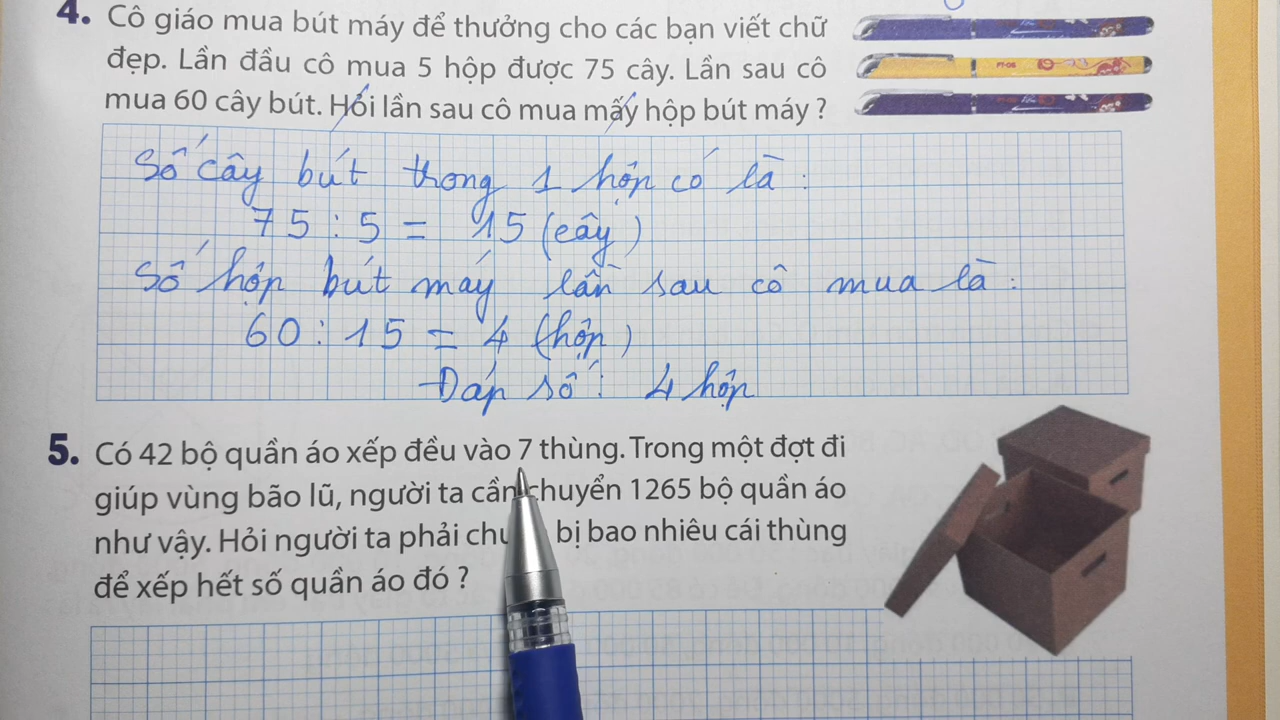 4. Cô giáo mua bút máy để thưởng cho các bạn viết chữ
đẹp. Lần đầu cô mua 5 hộp được 75 cây. Lần sau cô
mua 60 cây bút. Hỏi lần sau cô mua mấy hộp bút máy ?
Số cây bút trong 1 hộp có là :
75 : 5 = 15 (cây)
Số hộp bút máy lần sau cô mua là :
60 : 15 = 4 (hộp)
Đáp số : 4 hộp
5. Có 42 bộ quần áo xếp đều vào 7 thùng. Trong một đợt đi
giúp vùng bão lũ, người ta cần chuyển 1265 bộ quần áo
như vậy. Hỏi người ta phải bị bao nhiêu cái thùng
để xếp hết số quần áo đó ?